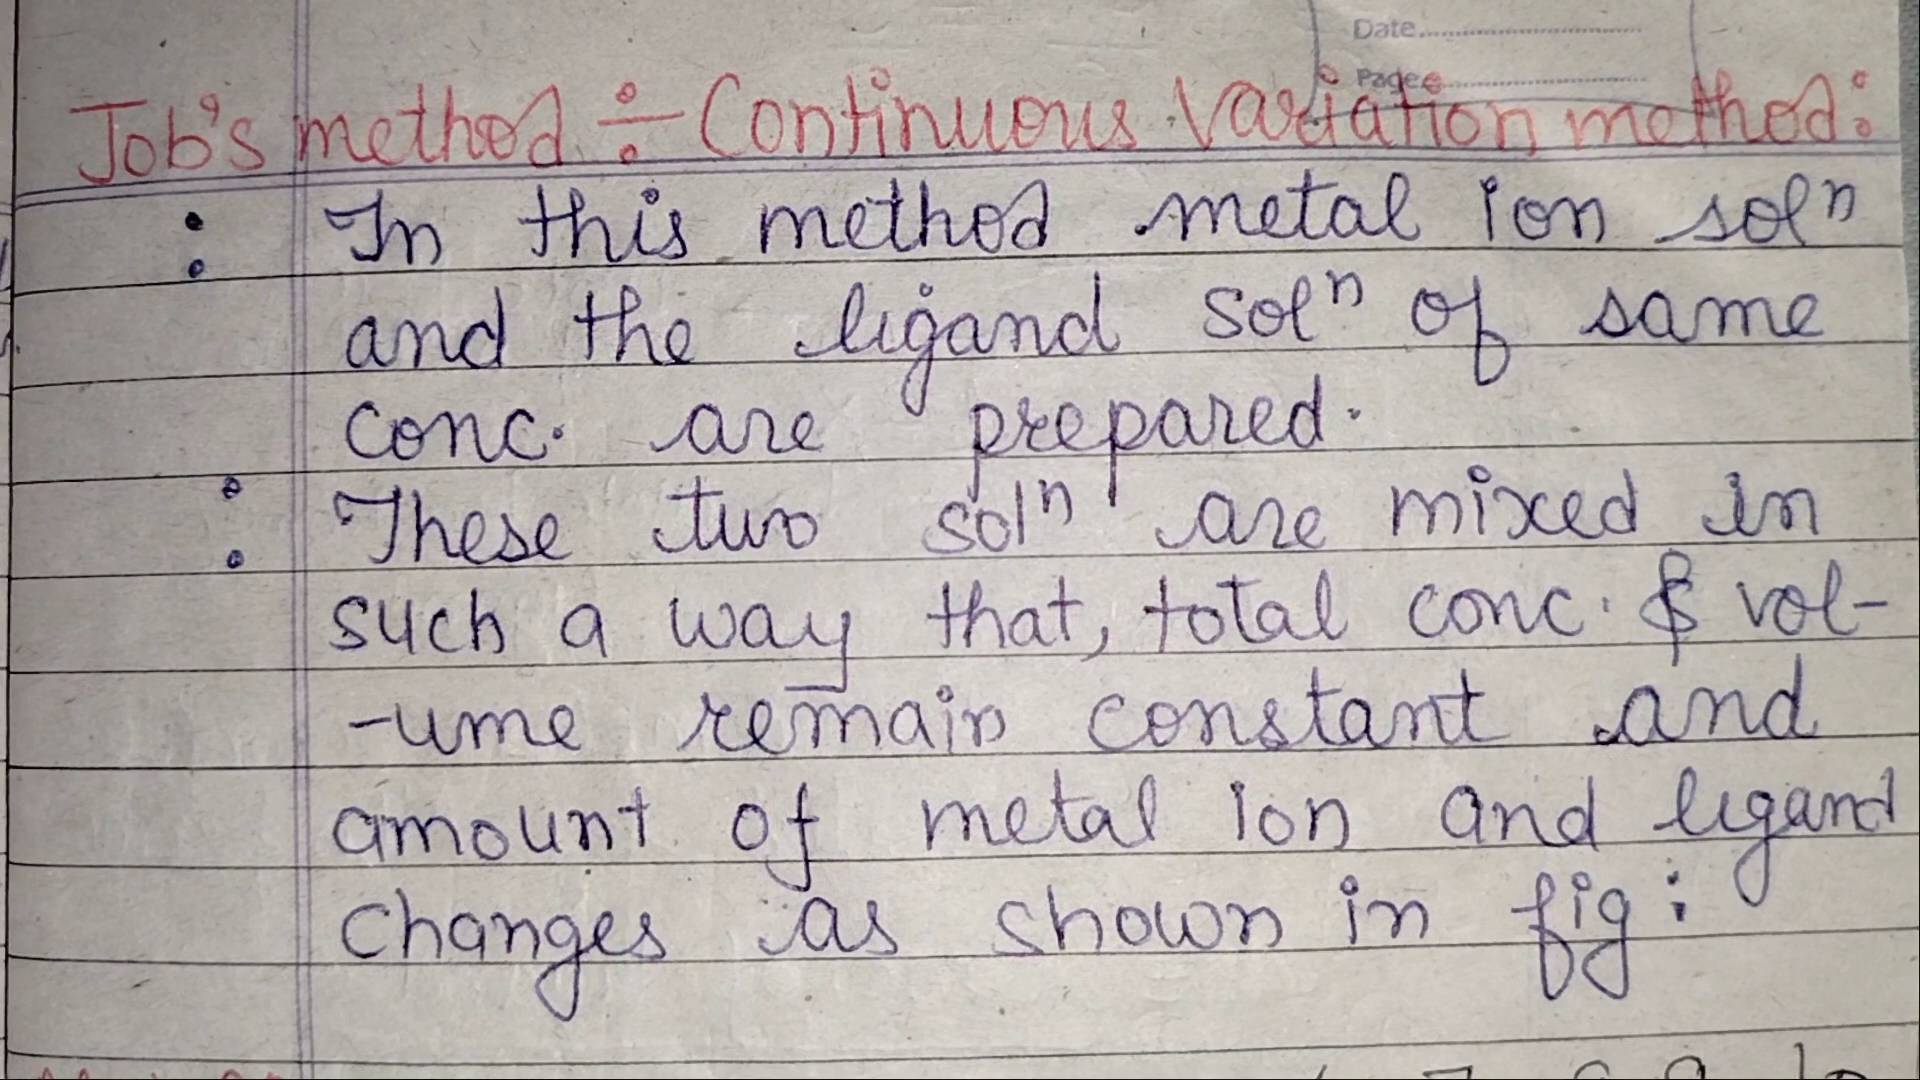 Date
Page
Job's method ÷ Continuous Variation method:
: In this method metal ion solⁿ
and the ligand solⁿ of same
conc. are prepared.
: These two solⁿ are mixed in
such a way that, total conc. & vol-
-ume remain constant and
amount of metal ion and ligand
changes as shown in fig: